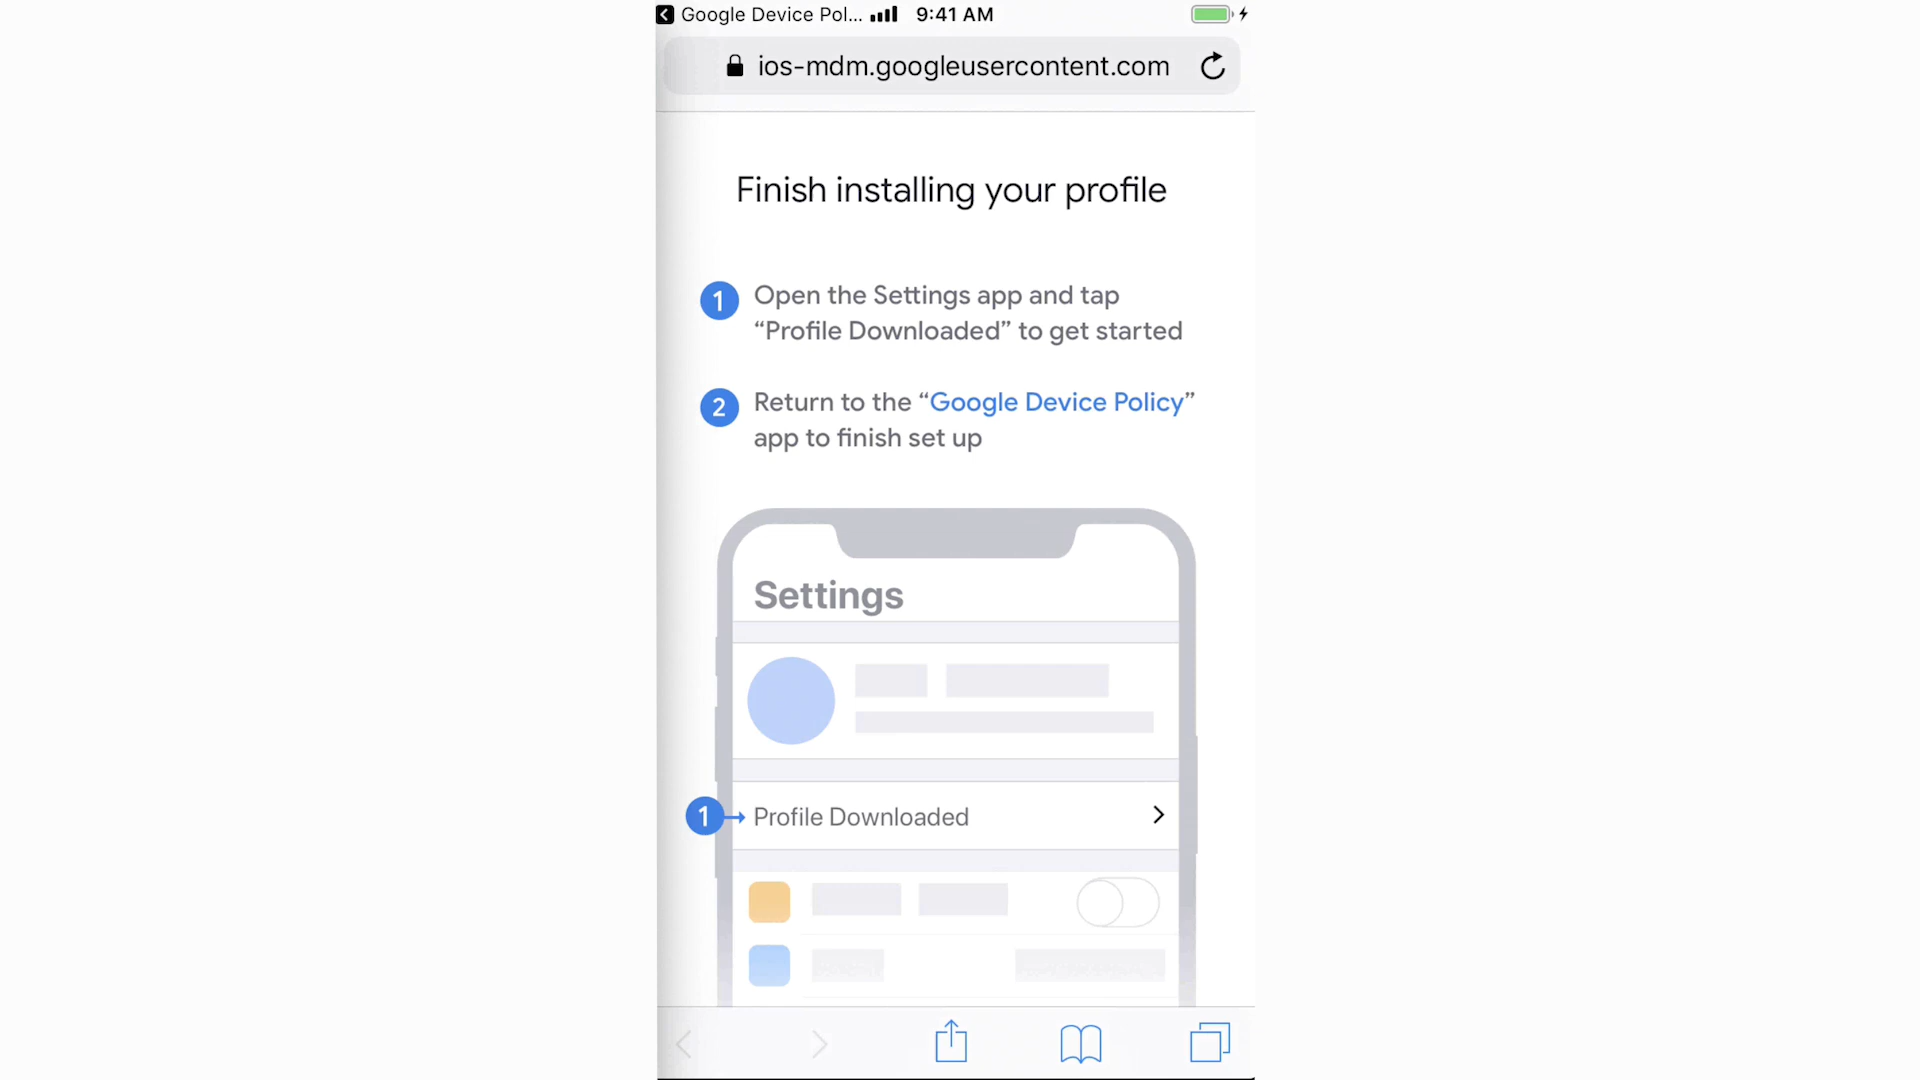 Google Device Pol... 9:41 AM
ios-mdm.googleusercontent.com
Finish installing your profile
1 Open the Settings app and tap
“Profile Downloaded” to get started
2 Return to the “Google Device Policy”
app to finish set up
Settings
1 Profile Downloaded